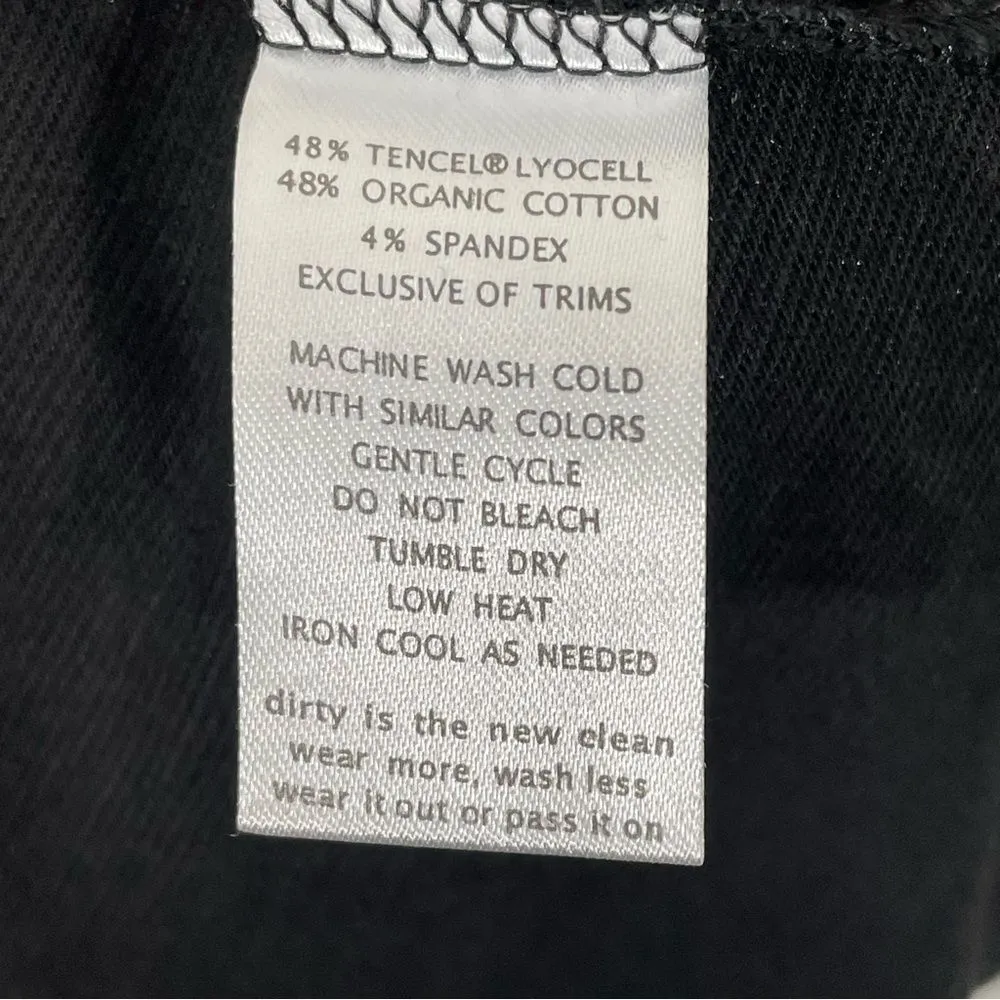 48% TENCEL® LYOCELL
48% ORGANIC COTTON
4% SPANDEX
EXCLUSIVE OF TRIMS
MACHINE WASH COLD
WITH SIMILAR COLORS
GENTLE CYCLE
DO NOT BLEACH
TUMBLE DRY
LOW HEAT
IRON COOL AS NEEDED
dirty is the new clean
wear more, wash less
wear it out or pass it on